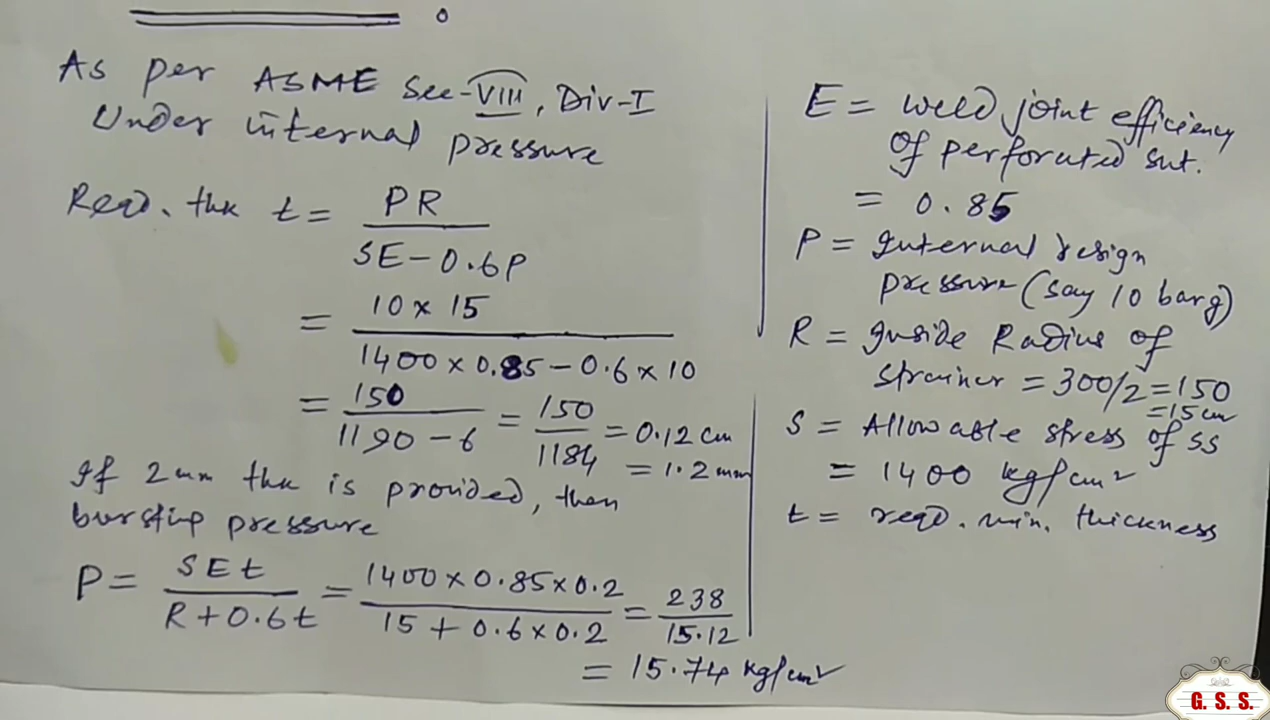 As per ASME Sec-VIII, Div-I
Under internal pressure
Reqd. thk t = PR / SE - 0.6P
= 10 x 15 / 1400 x 0.85 - 0.6 x 10
= 150 / 1190 - 6 = 150 / 1184 = 0.12 cm
= 1.2 mm
If 2 mm thk is provided, then
bursting pressure
P = SEt / R + 0.6t = 1400 x 0.85 x 0.2 / 15 + 0.6 x 0.2 = 238 / 15.12
= 15.74 kgf/cm²
E = Weld joint efficiency
of perforated sht.
= 0.85
P = Internal design
pressure (say 10 barg)
R = Inside Radius of
strainer = 300/2 = 150
= 15 cm
S = Allowable stress of SS
= 1400 kgf/cm²
t = reqd. min. thickness
G. S. S.